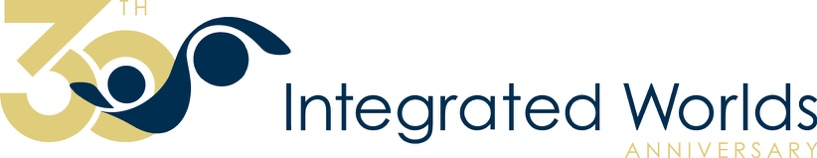 30TH
Integrated Worlds
ANNIVERSARY